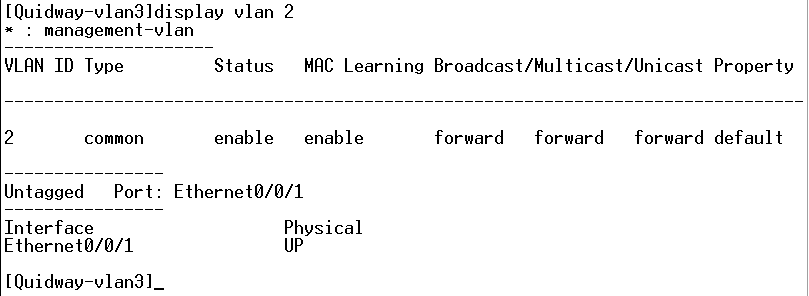 [Quidway-vlan3]display vlan 2
* : management-vlan
---------------------
VLAN ID Type         Status   MAC Learning Broadcast/Multicast/Unicast Property
--------------------------------------------------------------------------------
2       common       enable   enable       forward   forward   forward default
----------------
Untagged   Port: Ethernet0/0/1
----------------
Interface                   Physical
Ethernet0/0/1               UP
[Quidway-vlan3]_